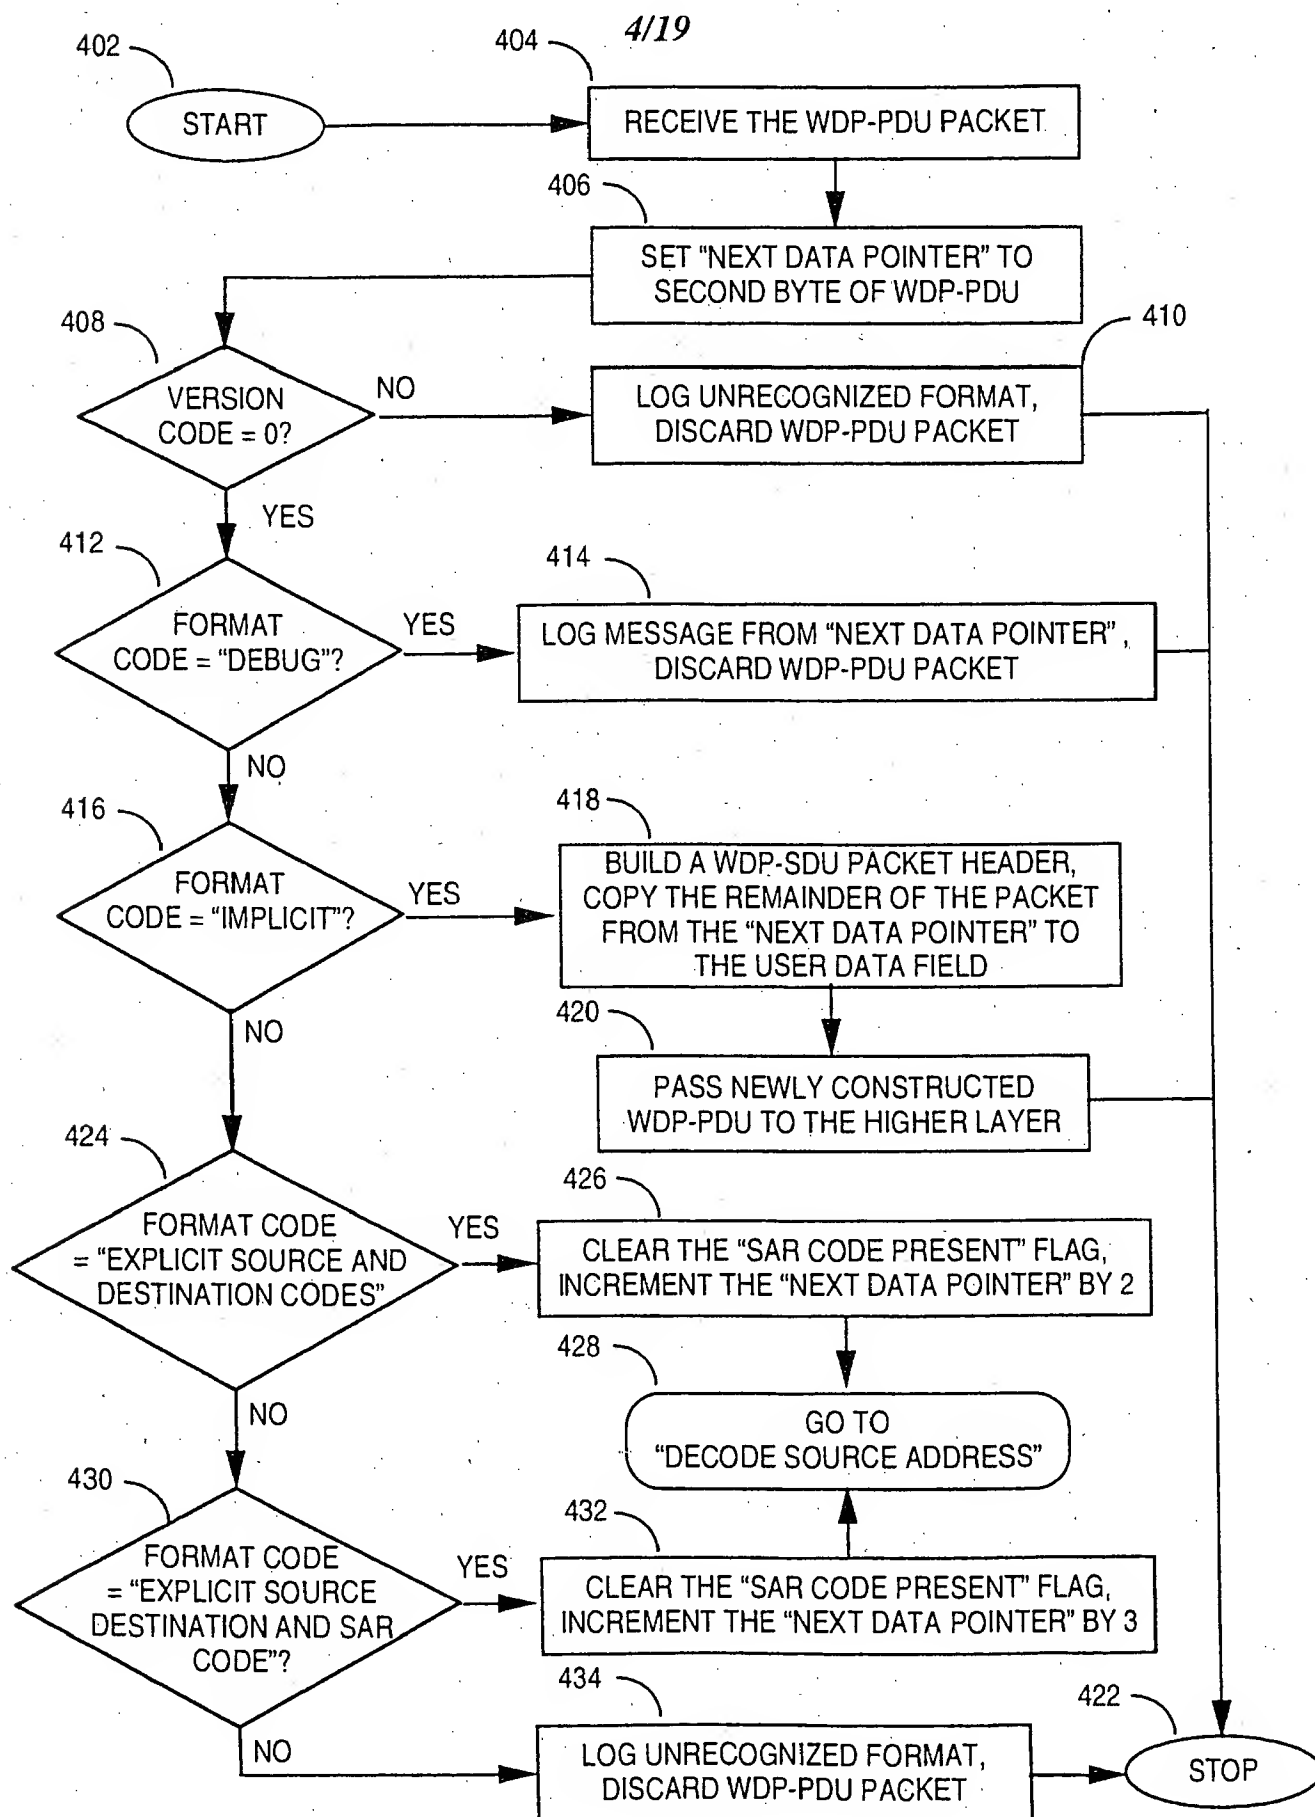 4/19
402
START
404
RECEIVE THE WDP-PDU PACKET
406
SET “NEXT DATA POINTER” TO
SECOND BYTE OF WDP-PDU
408
VERSION
CODE = 0?
NO
410
LOG UNRECOGNIZED FORMAT,
DISCARD WDP-PDU PACKET
YES
412
FORMAT
CODE = “DEBUG”?
YES
414
LOG MESSAGE FROM “NEXT DATA POINTER”,
DISCARD WDP-PDU PACKET
NO
416
FORMAT
CODE = “IMPLICIT”?
YES
418
BUILD A WDP-SDU PACKET HEADER,
COPY THE REMAINDER OF THE PACKET
FROM THE “NEXT DATA POINTER” TO
THE USER DATA FIELD
NO
420
PASS NEWLY CONSTRUCTED
WDP-PDU TO THE HIGHER LAYER
424
FORMAT CODE
= “EXPLICIT SOURCE AND
DESTINATION CODES”
YES
426
CLEAR THE “SAR CODE PRESENT” FLAG,
INCREMENT THE “NEXT DATA POINTER” BY 2
428
GO TO
“DECODE SOURCE ADDRESS”
NO
430
FORMAT CODE
= “EXPLICIT SOURCE
DESTINATION AND SAR
CODE”?
YES
432
CLEAR THE “SAR CODE PRESENT” FLAG,
INCREMENT THE “NEXT DATA POINTER” BY 3
NO
434
LOG UNRECOGNIZED FORMAT,
DISCARD WDP-PDU PACKET
422
STOP